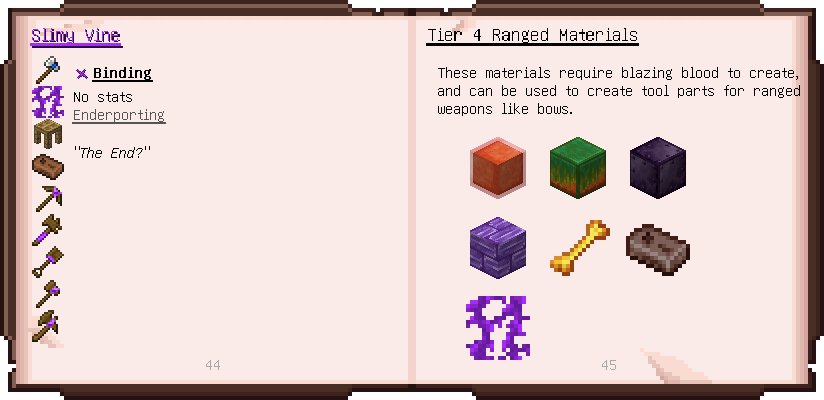 Slimy Vine
Binding
No stats
Enderporting
"The End?"
44
Tier 4 Ranged Materials
These materials require blazing blood to create,
and can be used to create tool parts for ranged
weapons like bows.
45